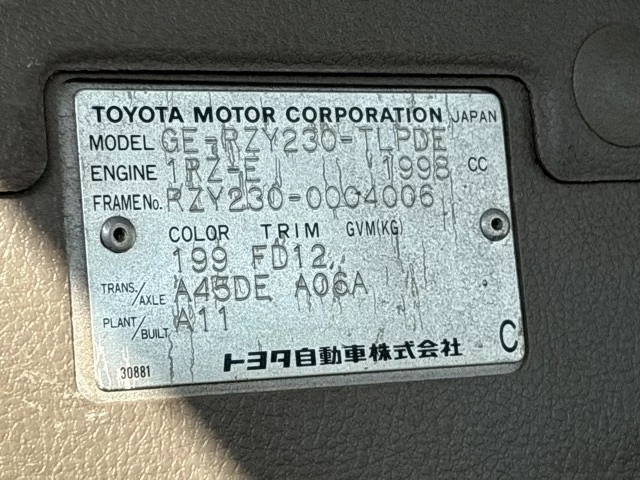 TOYOTA MOTOR CORPORATION JAPAN
MODEL GE-RZY230-TLPDE
ENGINE 1RZ-E 1998 CC
FRAME No. RZY230-0004006
COLOR TRIM GVM(KG)
199 FD12
TRANS./AXLE A45DE A06A
PLANT/BUILT A11
トヨタ自動車株式会社 C
30881